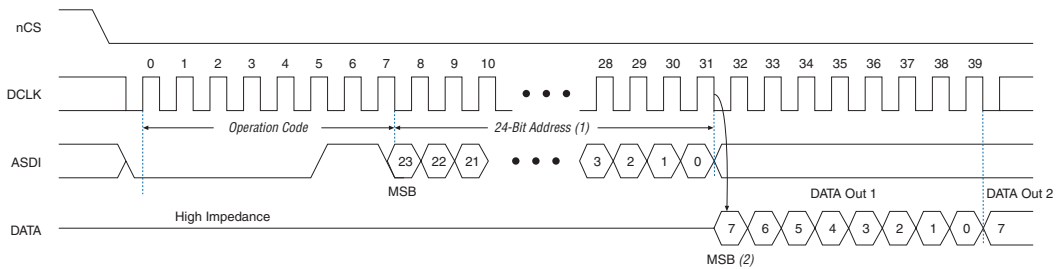 nCS
0 1 2 3 4 5 6 7 8 9 10 28 29 30 31 32 33 34 35 36 37 38 39
DCLK
Operation Code 24-Bit Address (1)
ASDI 23 22 21 3 2 1 0
MSB
DATA Out 1 DATA Out 2
High Impedance
DATA 7 6 5 4 3 2 1 0 7
MSB (2)